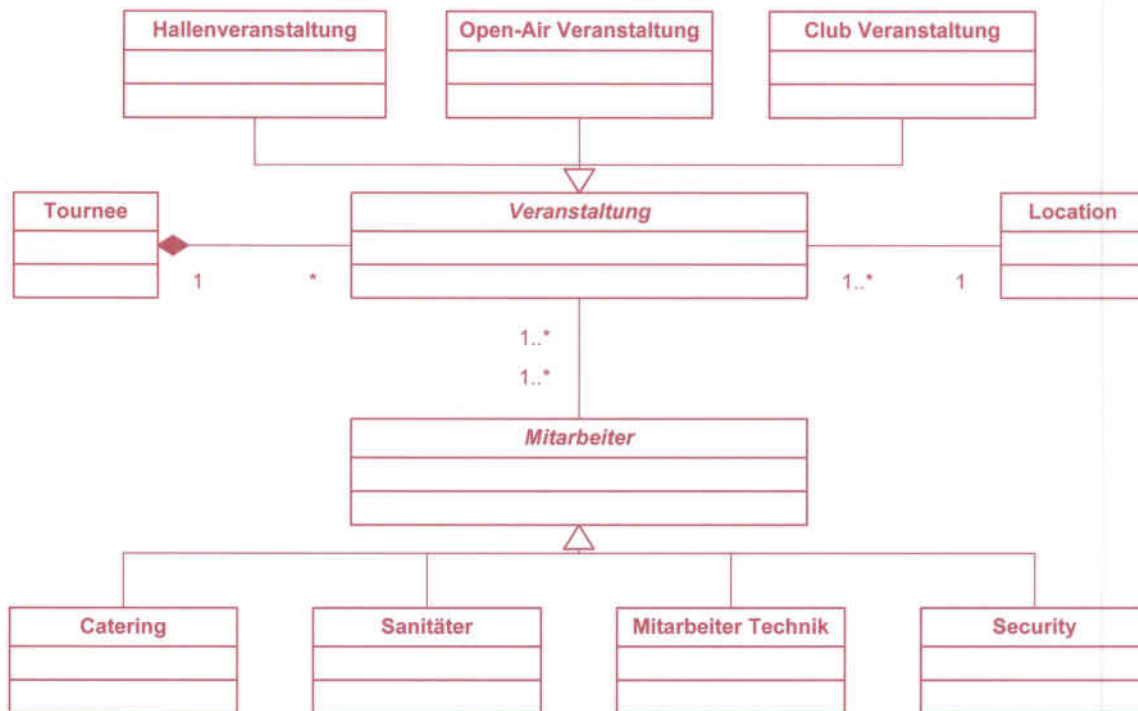 Hallenveranstaltung
Open-Air Veranstaltung
Club Veranstaltung
Tournee
Veranstaltung
Location
1
*
1..*
1
1..*
1..*
Mitarbeiter
Catering
Sanitäter
Mitarbeiter Technik
Security